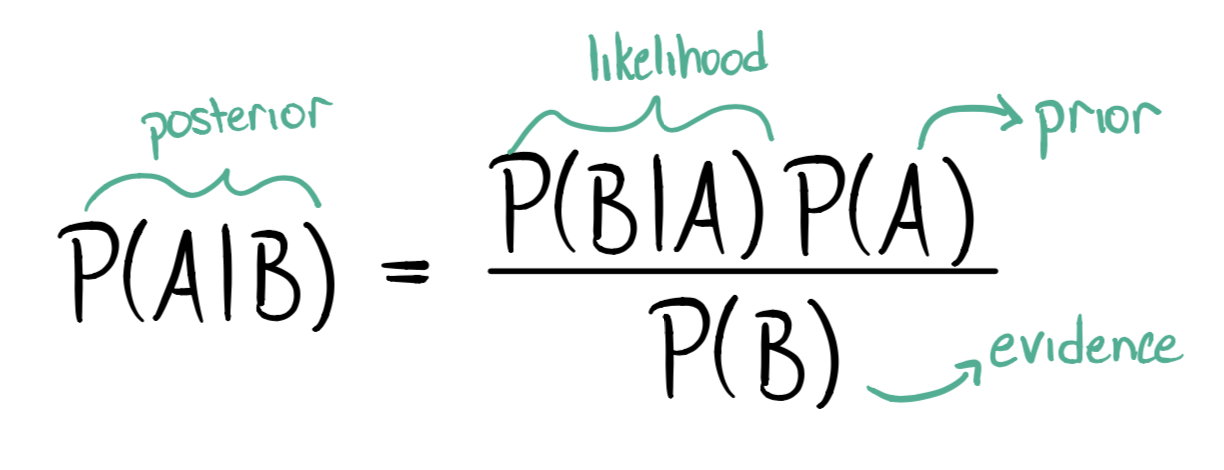 likelihood
posterior
prior
P(A|B) = P(B|A) P(A)
P(B)
evidence